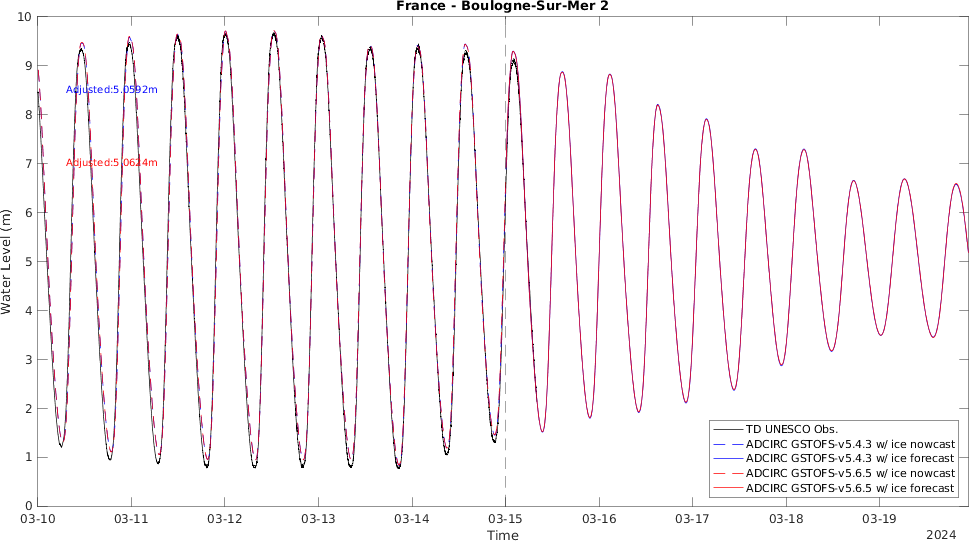 France - Boulogne-Sur-Mer 2
10
9
8
7
6
5
4
3
2
1
0
Water Level (m)
Adjusted:5.0592m
Adjusted:5.0624m
TD UNESCO Obs.
ADCIRC GSTOFS-v5.4.3 w/ ice nowcast
ADCIRC GSTOFS-v5.4.3 w/ ice forecast
ADCIRC GSTOFS-v5.6.5 w/ ice nowcast
ADCIRC GSTOFS-v5.6.5 w/ ice forecast
03-10 03-11 03-12 03-13 03-14 03-15 03-16 03-17 03-18 03-19
Time
2024